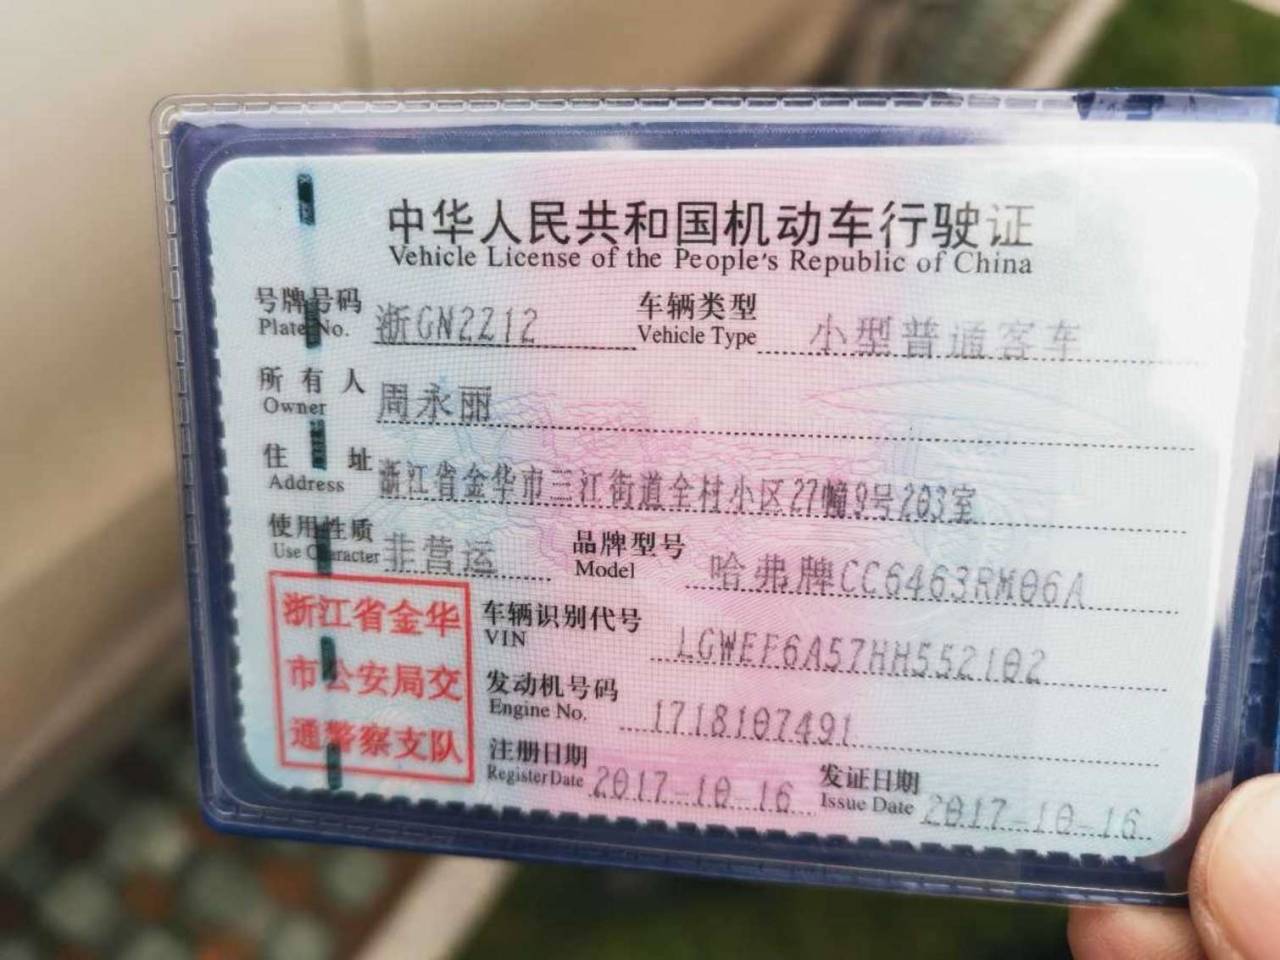 中华人民共和国机动车行驶证
Vehicle License of the People's Republic of China
号牌号码 浙GN2Z12 车辆类型 小型普通客车
Plate No. Vehicle Type
所有人 周永丽
Owner
住址 浙江省金华市三江街道全村小区27幢9号203室
Address
使用性质 非营运 品牌型号 哈弗牌CC6463RM06A
Use Character Model
浙江省金华
市公安局交
通警察支队
车辆识别代号 LGWEF6A57HH552102
VIN
发动机号码 1718107491
Engine No.
注册日期 2017-10-16 发证日期 2017-10-16
Register Date Issue Date